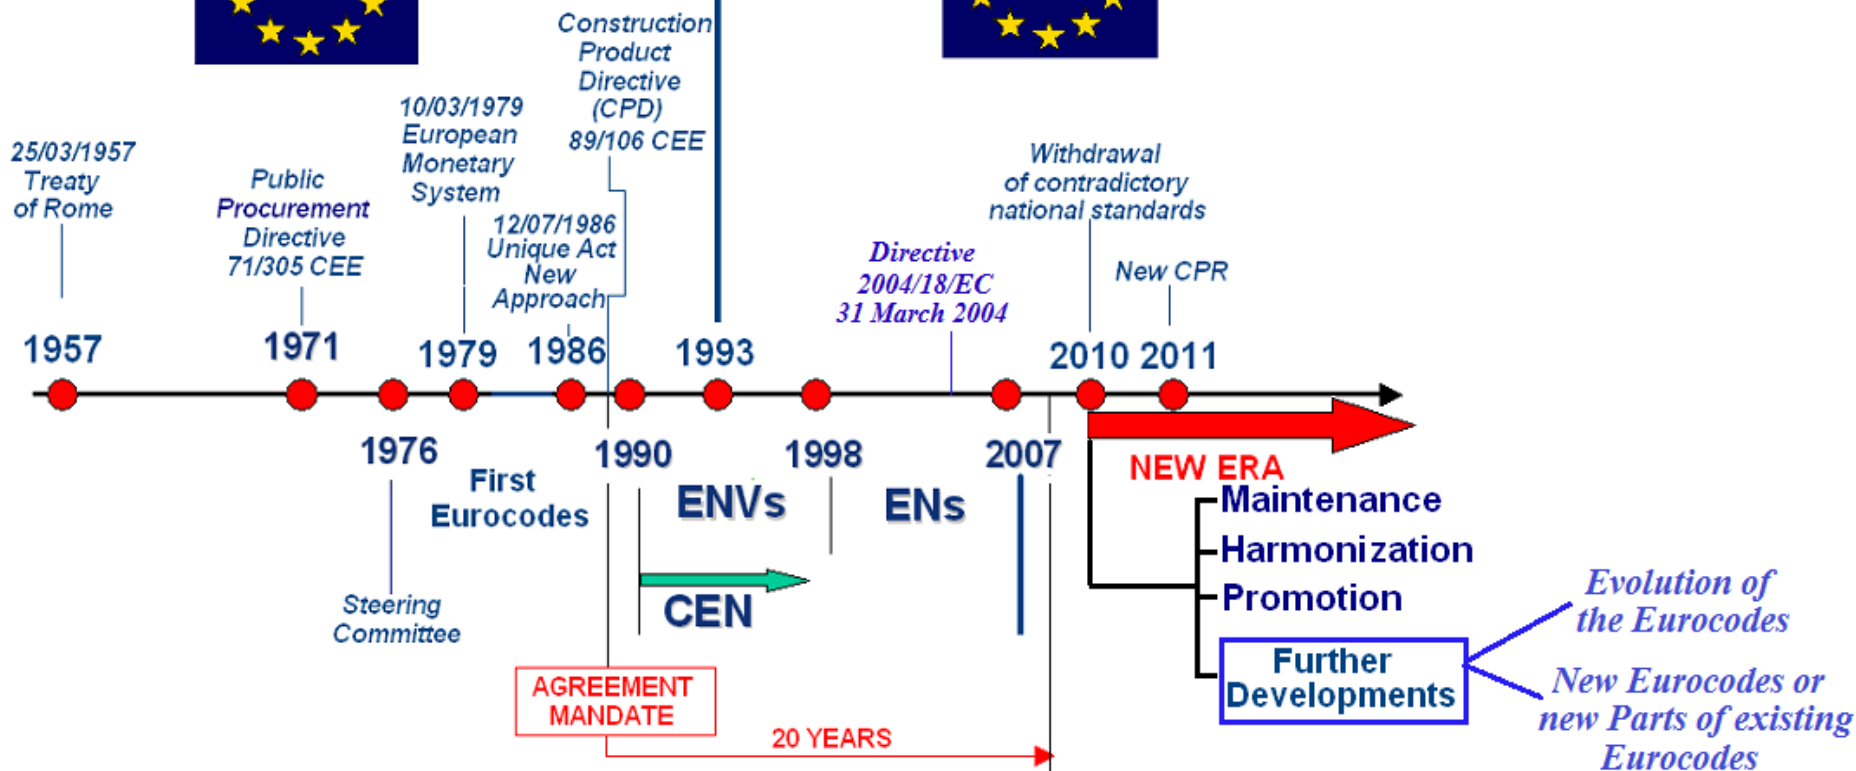 25/03/1957
Treaty
of Rome
Public
Procurement
Directive
71/305 CEE
10/03/1979
European
Monetary
System
12/07/1986
Unique Act
New
Approach
Construction
Product
Directive
(CPD)
89/106 CEE
Directive
2004/18/EC
31 March 2004
Withdrawal
of contradictory
national standards
New CPR
1957
1971
1979
1986
1993
2010
2011
1976
1990
1998
2007
First
Eurocodes
ENVs
ENs
CEN
Steering
Committee
AGREEMENT
MANDATE
20 YEARS
NEW ERA
Maintenance
Harmonization
Promotion
Further
Developments
Evolution of
the Eurocodes
New Eurocodes or
new Parts of existing
Eurocodes